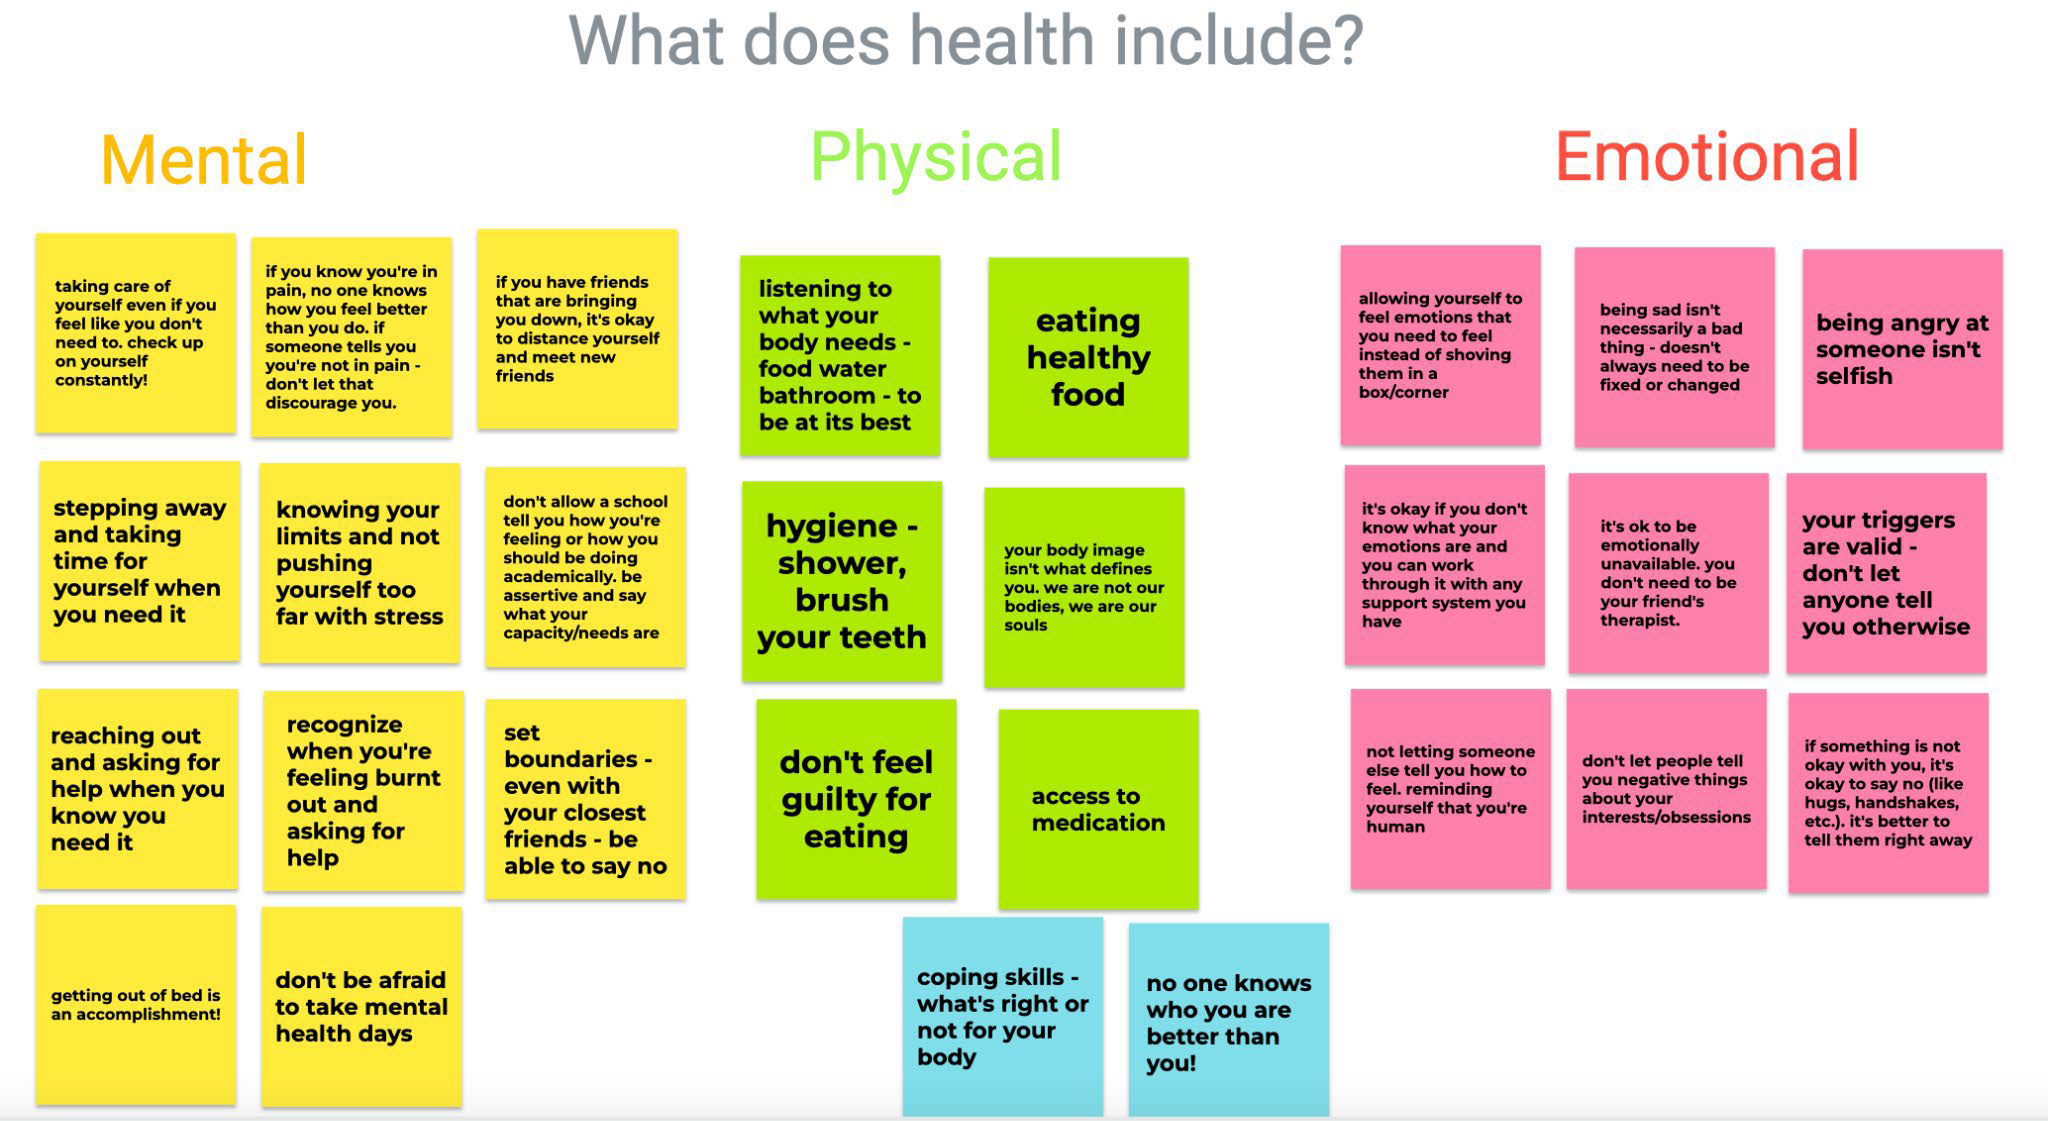 What does health include?
Mental
taking care of
yourself even if you
feel like you don't
need to. check up
on yourself
constantly!
if you know you're in
pain, no one knows
how you feel better
than you do. if
someone tells you
you're not in pain -
don't let that
discourage you.
if you have friends
that are bringing
you down, it's okay
to distance yourself
and meet new
friends
stepping away
and taking
time for
yourself when
you need it
knowing your
limits and not
pushing
yourself too
far with stress
don't allow a school
tell you how you're
feeling or how you
should be doing
academically. be
assertive and say
what your
capacity/needs are
reaching out
and asking for
help when you
know you
need it
recognize
when you're
feeling burnt
out and
asking for
help
set
boundaries -
even with
your closest
friends - be
able to say no
getting out of bed is
an accomplishment!
don't be afraid
to take mental
health days
Physical
listening to
what your
body needs -
food water
bathroom - to
be at its best
eating
healthy
food
hygiene -
shower,
brush
your teeth
your body image
isn't what defines
you. we are not our
bodies, we are our
souls
don't feel
guilty for
eating
access to
medication
coping skills -
what's right or
not for your
body
no one knows
who you are
better than
you!
Emotional
allowing yourself to
feel emotions that
you need to feel
instead of shoving
them in a
box/corner
being sad isn't
necessarily a bad
thing - doesn't
always need to be
fixed or changed
being angry at
someone isn't
selfish
it's okay if you don't
know what your
emotions are and
you can work
through it with any
support system you
have
it's ok to be
emotionally
unavailable. you
don't need to be
your friend's
therapist.
your triggers
are valid -
don't let
anyone tell
you otherwise
not letting someone
else tell you how to
feel. reminding
yourself that you're
human
don't let people tell
you negative things
about your
interests/obsessions
if something is not
okay with you, it's
okay to say no (like
hugs, handshakes,
etc.). it's better to
tell them right away